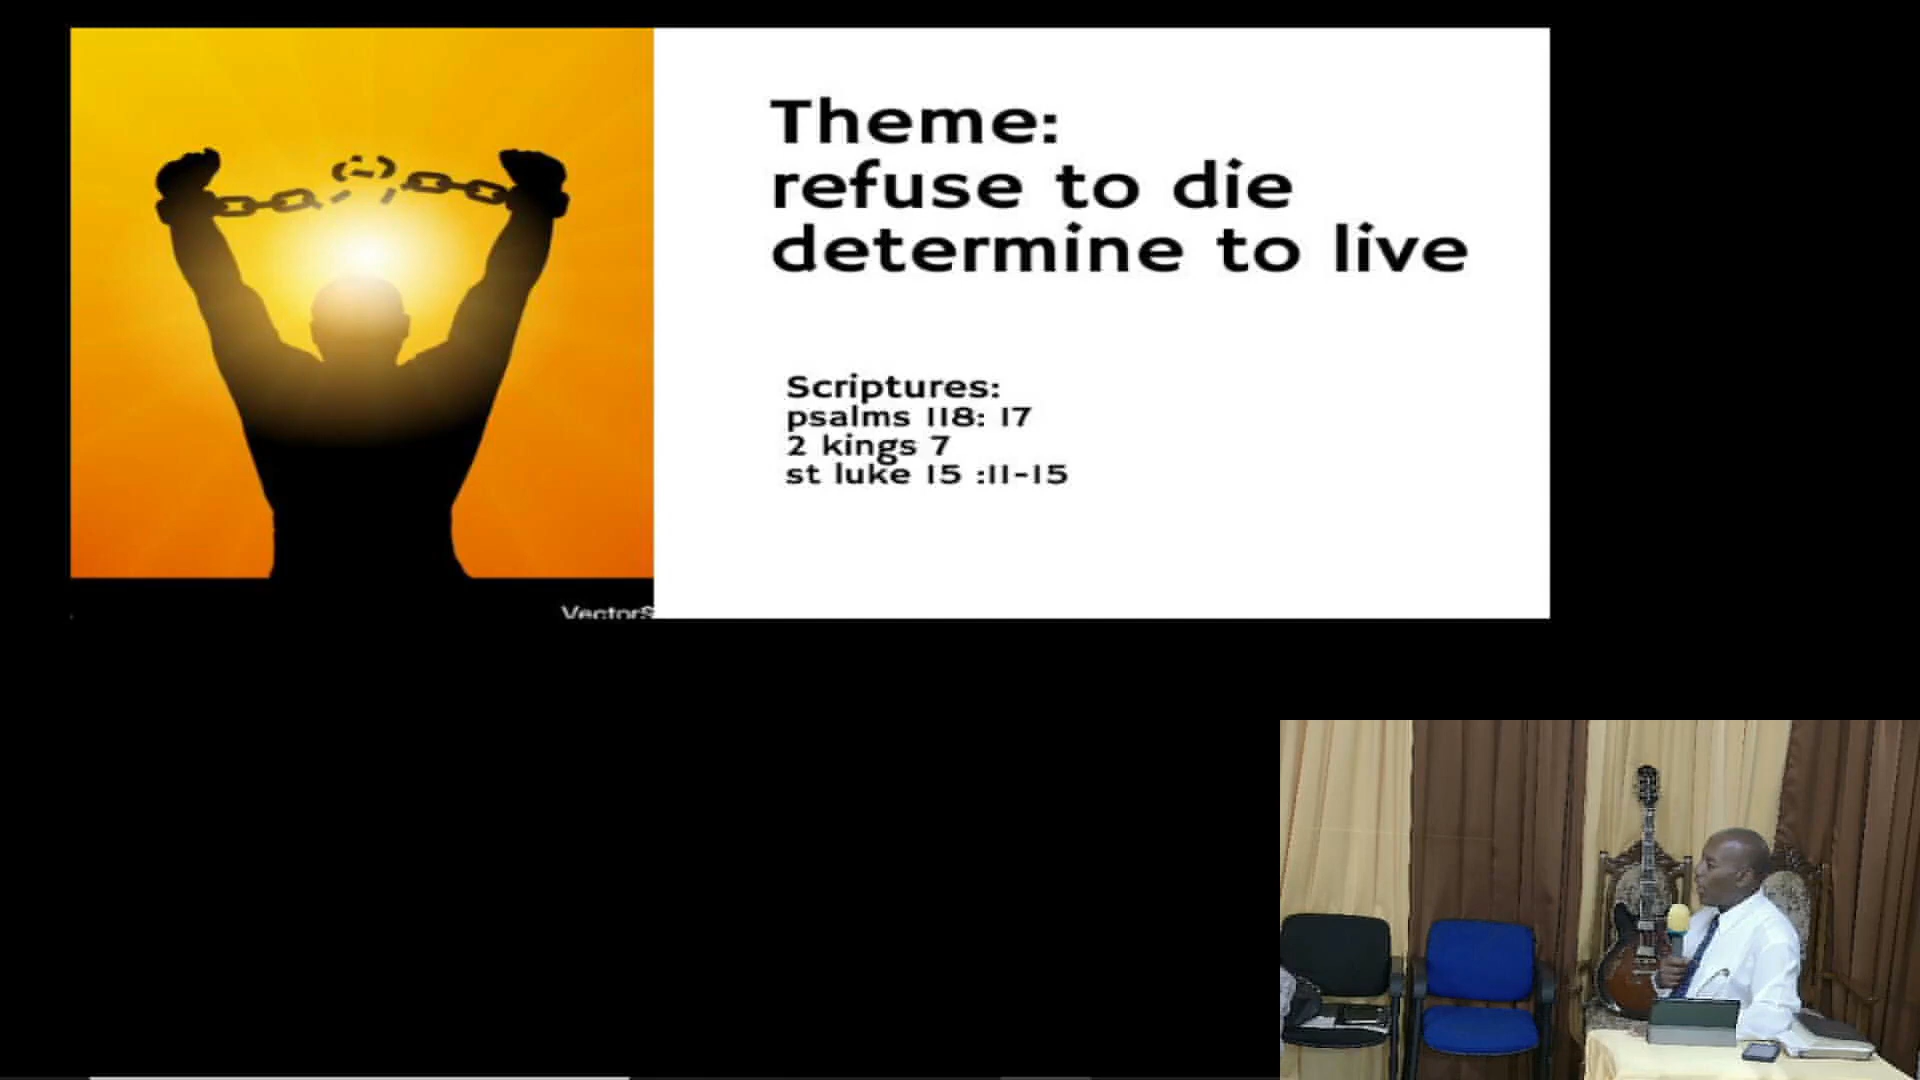 Theme:
refuse to die
determine to live
Scriptures:
psalms 118: 17
2 kings 7
st luke 15 :11-15
VectorS